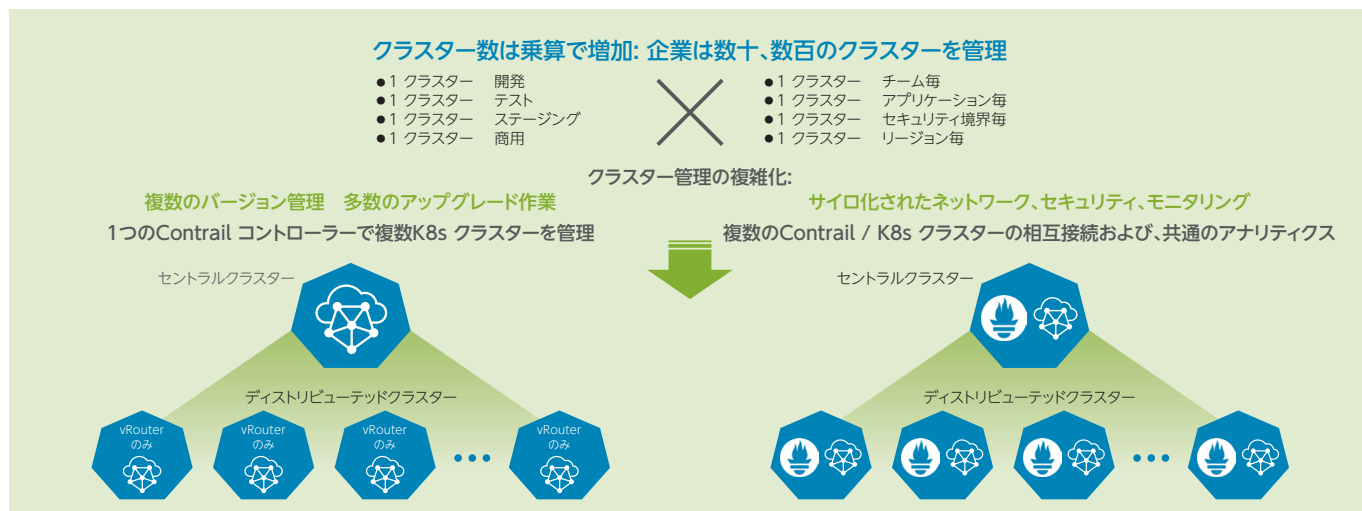 クラスター数は乗算で増加: 企業は数十、数百のクラスターを管理
●1 クラスター 開発
●1 クラスター テスト
●1 クラスター ステージング
●1 クラスター 商用
●1 クラスター チーム毎
●1 クラスター アプリケーション毎
●1 クラスター セキュリティ境界毎
●1 クラスター リージョン毎
クラスター管理の複雑化:
複数のバージョン管理 多数のアップグレード作業
1つのContrail コントローラーで複数K8s クラスターを管理
セントラルクラスター
ディストリビューテッドクラスター
vRouter
のみ
vRouter
のみ
vRouter
のみ
vRouter
のみ
サイロ化されたネットワーク、セキュリティ、モニタリング
複数のContrail / K8s クラスターの相互接続および、共通のアナリティクス
セントラルクラスター
ディストリビューテッドクラスター